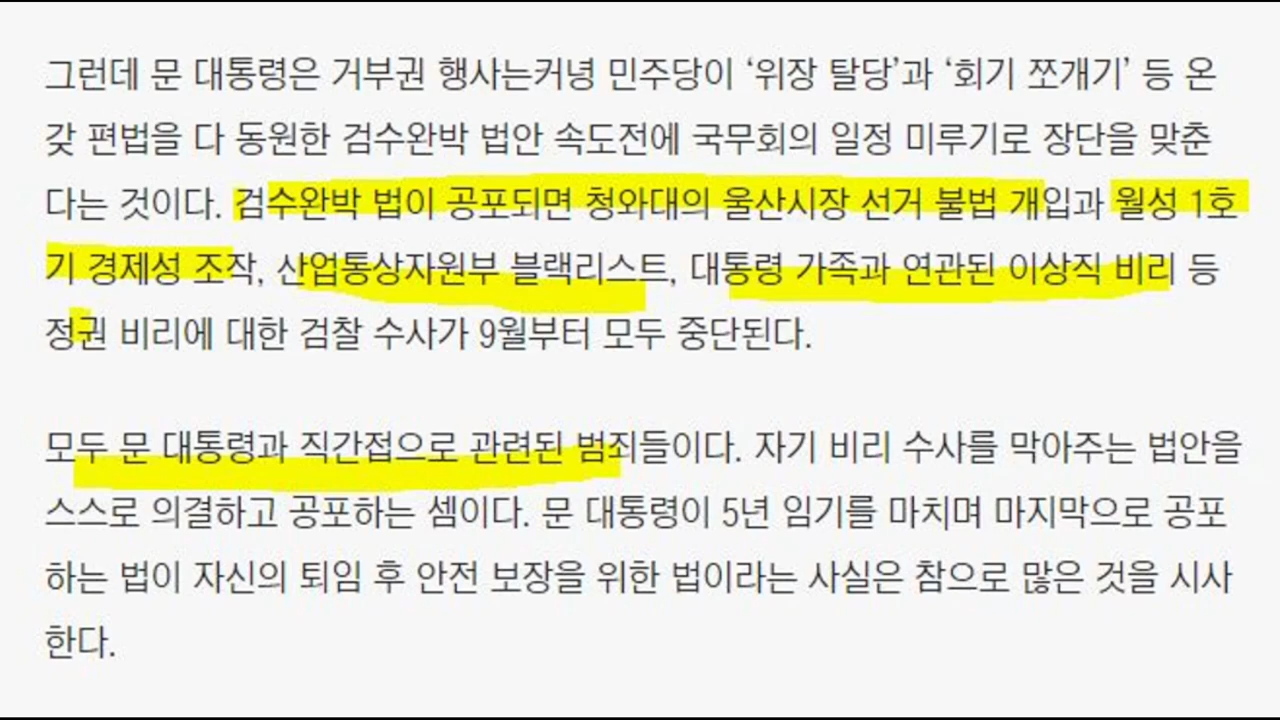 그런데 문 대통령은 거부권 행사는커녕 민주당이 ‘위장 탈당’과 ‘회기 쪼개기’ 등 온
갖 편법을 다 동원한 검수완박 법안 속도전에 국무회의 일정 미루기로 장단을 맞춘
다는 것이다. 검수완박 법이 공포되면 청와대의 울산시장 선거 불법 개입과 월성 1호
기 경제성 조작, 산업통상자원부 블랙리스트, 대통령 가족과 연관된 이상직 비리 등
정권 비리에 대한 검찰 수사가 9월부터 모두 중단된다.
모두 문 대통령과 직간접으로 관련된 범죄들이다. 자기 비리 수사를 막아주는 법안을
스스로 의결하고 공포하는 셈이다. 문 대통령이 5년 임기를 마치며 마지막으로 공포
하는 법이 자신의 퇴임 후 안전 보장을 위한 법이라는 사실은 참으로 많은 것을 시사
한다.